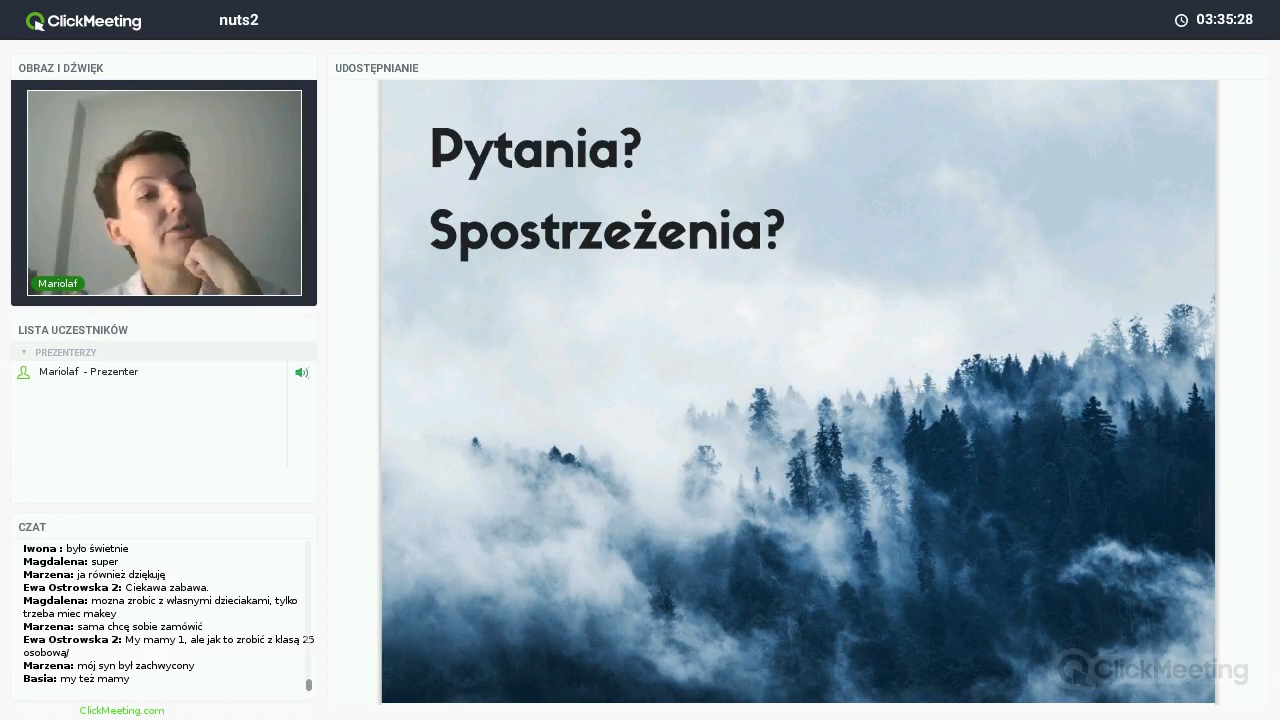 ClickMeeting
nuts2
03:35:28
OBRAZ I DŹWIĘK
UDOSTĘPNIANIE
Mariolaf
LISTA UCZESTNIKÓW
PREZENTERZY
Mariolaf - Prezenter
CZAT
Iwona : było świetnie
Magdalena: super
Marzena: ja również dziękuję
Ewa Ostrowska 2: Ciekawa zabawa.
Magdalena: mozna zrobic z własnymi dzieciakami, tylko
trzeba miec makey
Marzena: sama chcę sobie zamówić
Ewa Ostrowska 2: My mamy 1, ale jak to zrobić z klasą 25
osobową/
Marzena: mój syn był zachwycony
Basia: my też mamy
ClickMeeting.com
Pytania?
Spostrzeżenia?
ClickMeeting